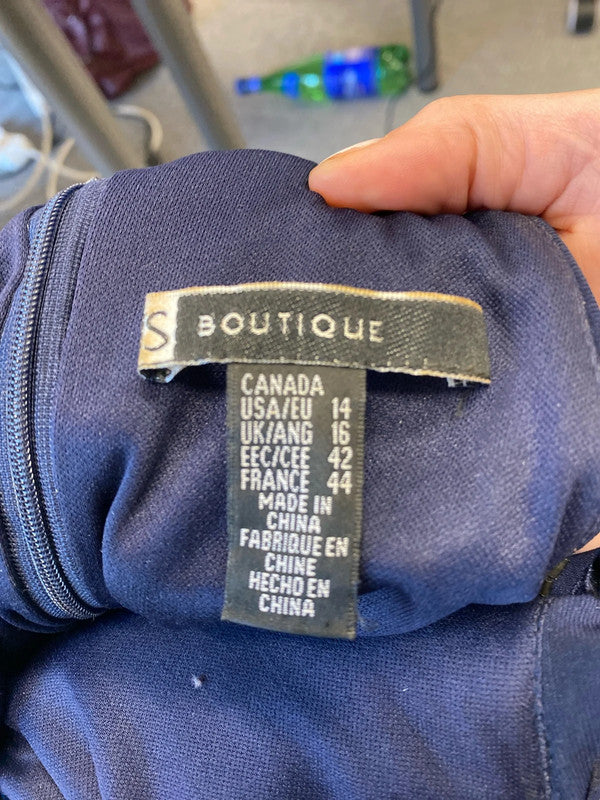 S BOUTIQUE
CANADA
USA/EU 14
UK/ANG 16
EEC/CEE 42
FRANCE 44
MADE IN
CHINA
FABRIQUE EN
CHINE
HECHO EN
CHINA